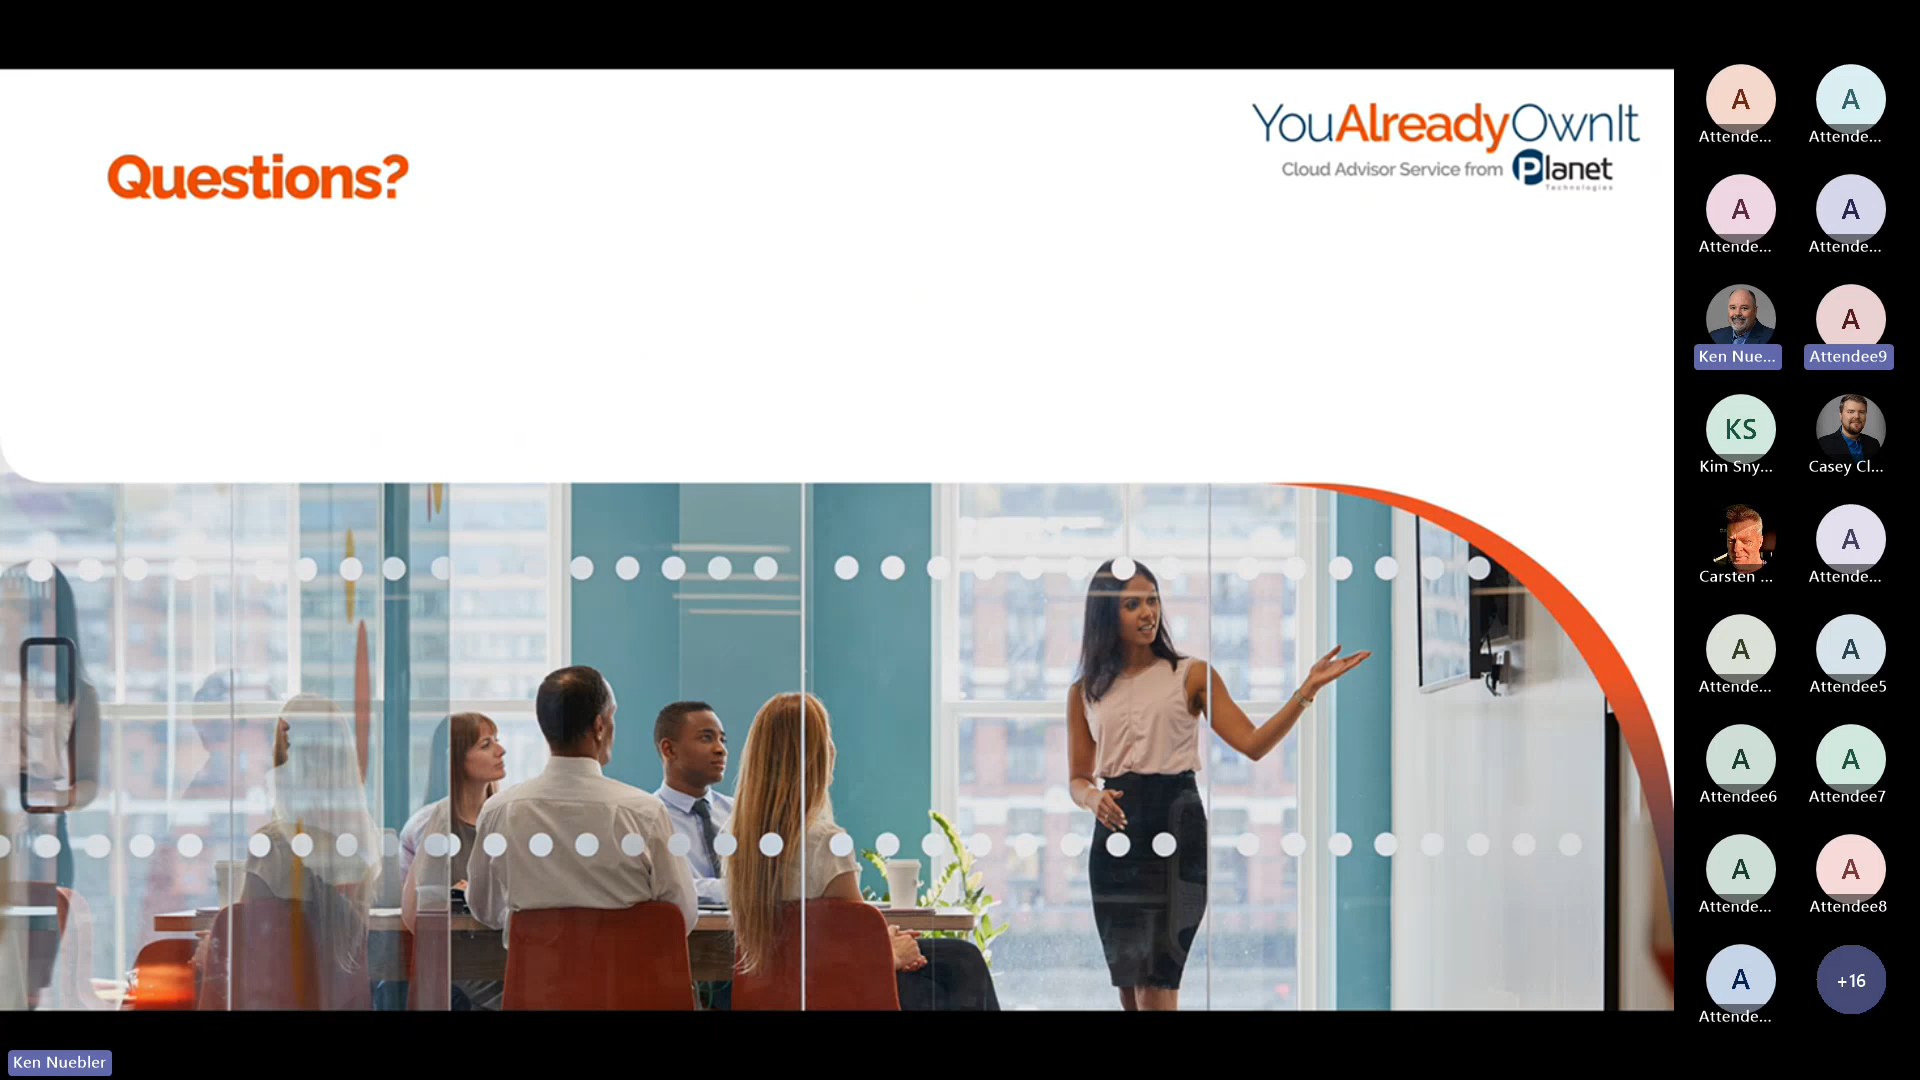 Questions?
YouAlreadyOwnIt
Cloud Advisor Service from Planet
Technologies
A
Attende...
A
Attende...
A
Attende...
A
Attende...
Ken Nue...
A
Attendee9
KS
Kim Sny...
Casey Cl...
Carsten ...
A
Attende...
A
Attende...
A
Attendee5
A
Attendee6
A
Attendee7
A
Attende...
A
Attendee8
A
Attende...
+16
Ken Nuebler